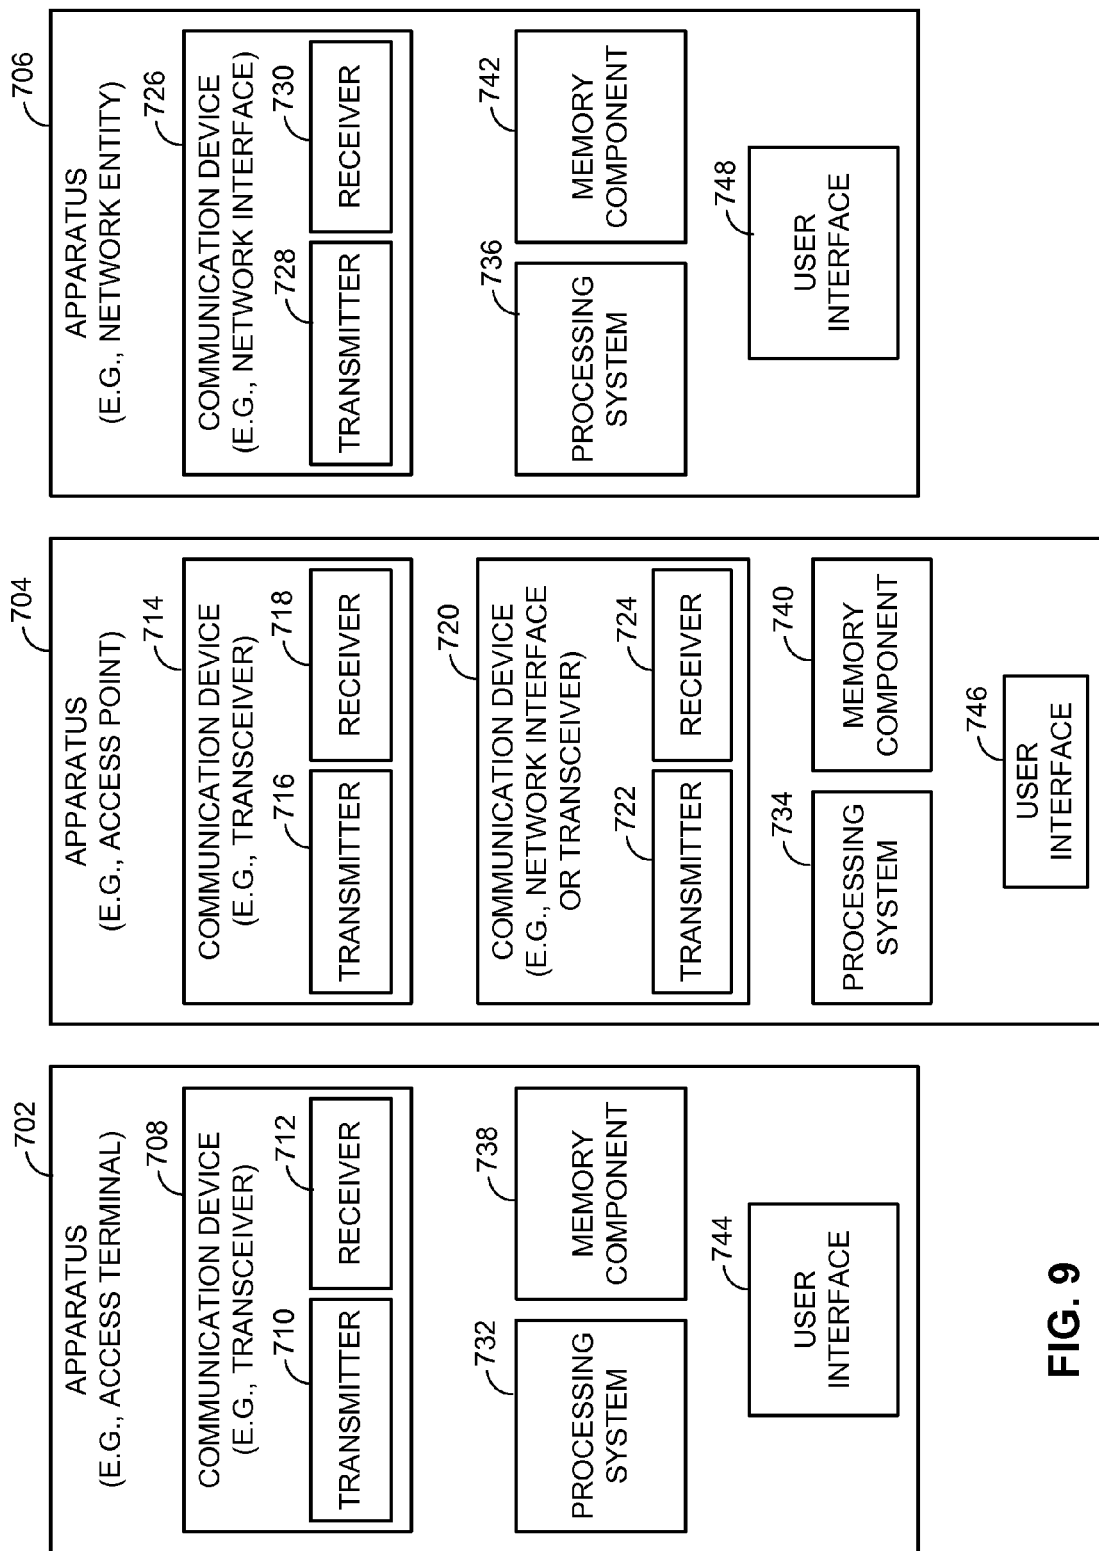 702
APPARATUS
(E.G., ACCESS TERMINAL)
708
COMMUNICATION DEVICE
(E.G., TRANSCEIVER)
710
TRANSMITTER
712
RECEIVER
732
PROCESSING
SYSTEM
738
MEMORY
COMPONENT
744
USER
INTERFACE
704
APPARATUS
(E.G., ACCESS POINT)
714
COMMUNICATION DEVICE
(E.G., TRANSCEIVER)
716
TRANSMITTER
718
RECEIVER
720
COMMUNICATION DEVICE
(E.G., NETWORK INTERFACE
OR TRANSCEIVER)
722
TRANSMITTER
724
RECEIVER
734
PROCESSING
SYSTEM
740
MEMORY
COMPONENT
746
USER
INTERFACE
706
APPARATUS
(E.G., NETWORK ENTITY)
726
COMMUNICATION DEVICE
(E.G., NETWORK INTERFACE)
728
TRANSMITTER
730
RECEIVER
736
PROCESSING
SYSTEM
742
MEMORY
COMPONENT
748
USER
INTERFACE
FIG. 9